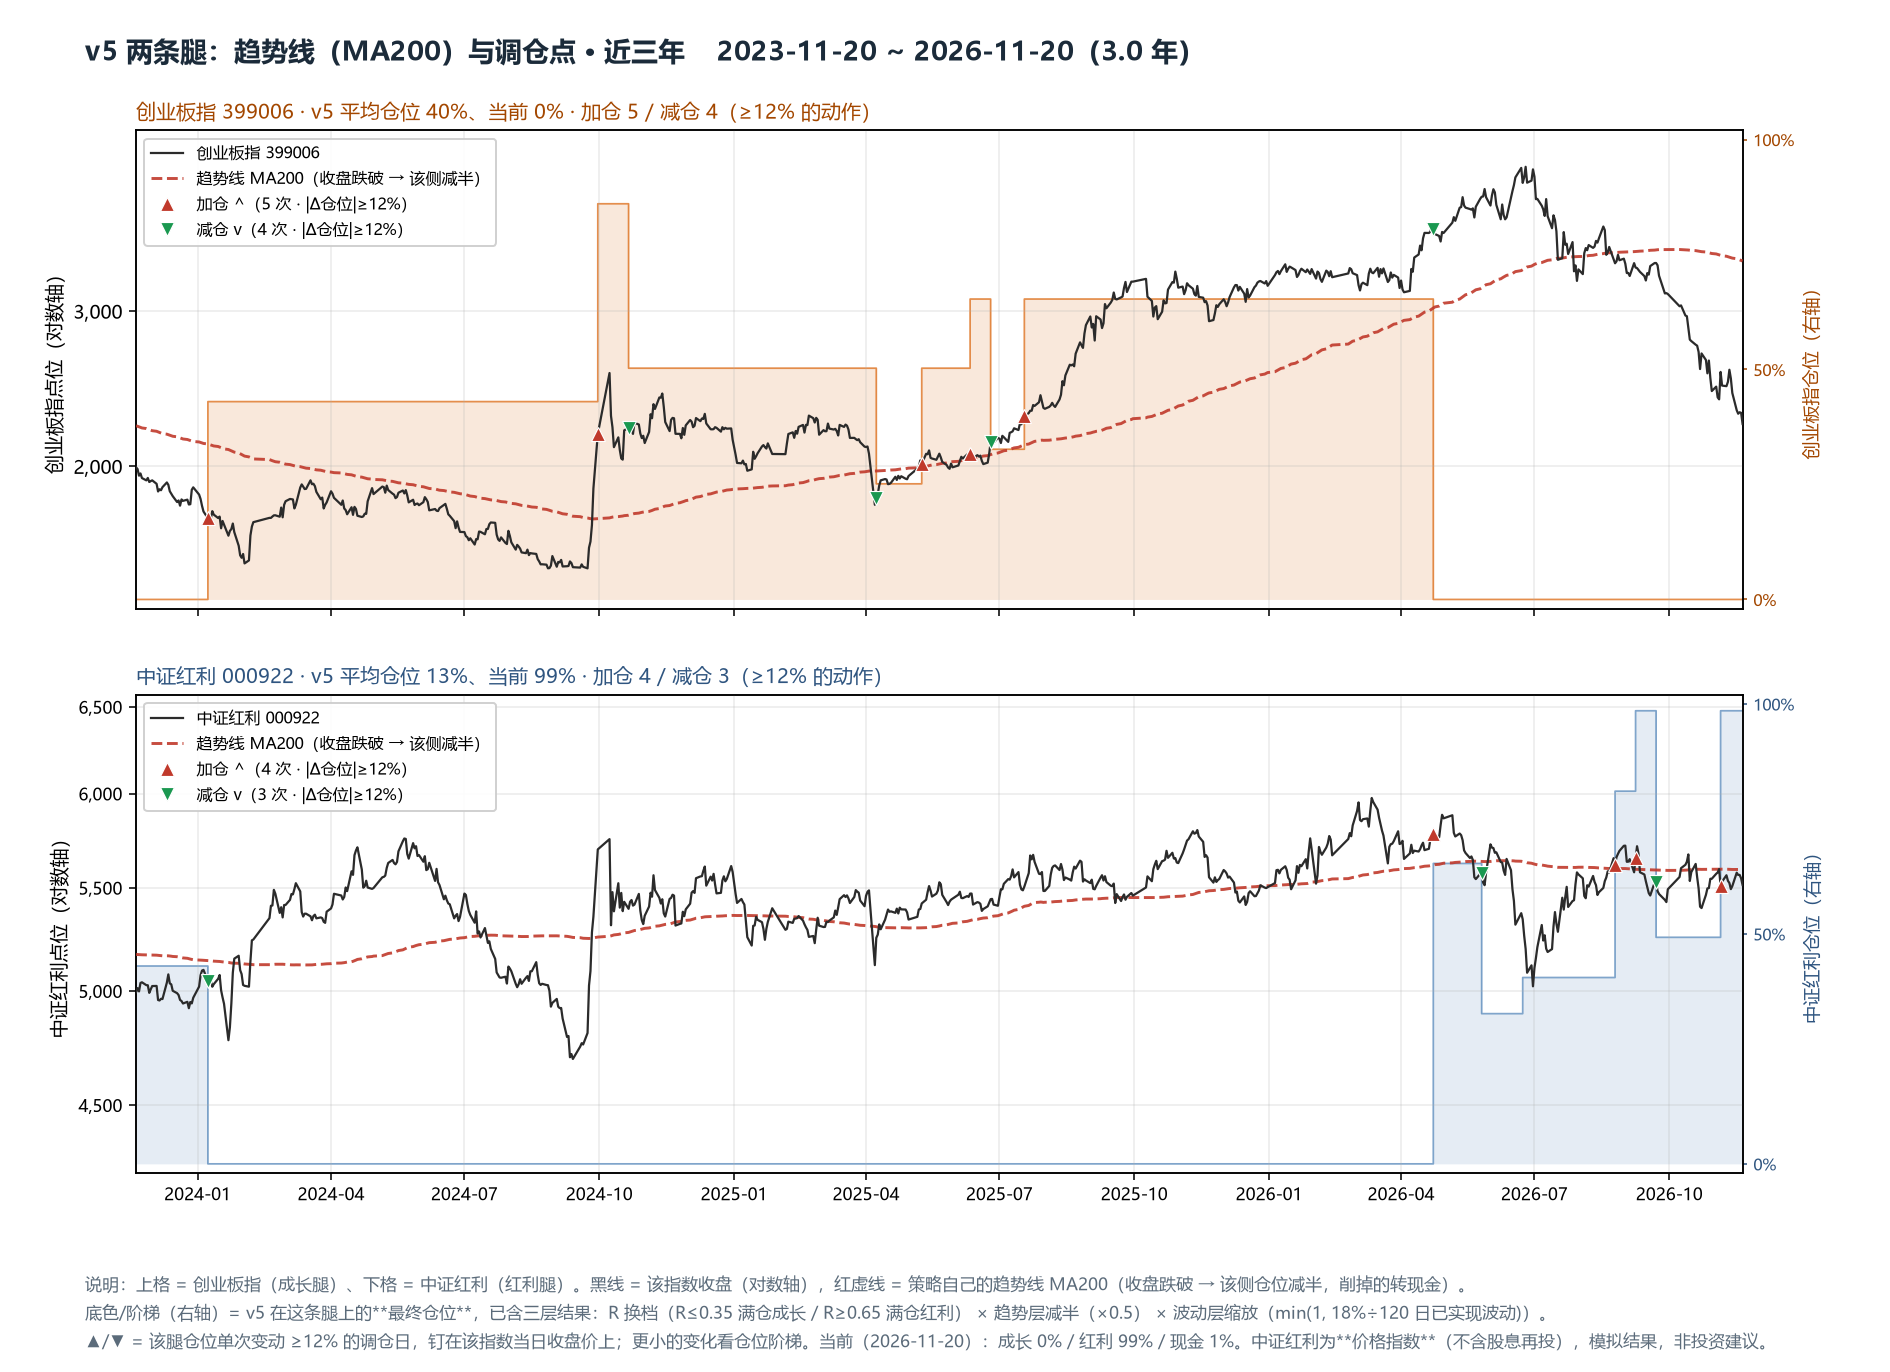 v5 两条腿：趋势线（MA200）与调仓点 • 近三年 2023-11-20 ~ 2026-11-20（3.0 年）
创业板指 399006 · v5 平均仓位 40%、当前 0% · 加仓 5 / 减仓 4（≥12% 的动作）
创业板指 399006
趋势线 MA200（收盘跌破 → 该侧减半）
加仓 ^（5 次 · |Δ仓位|≥12%）
减仓 v（4 次 · |Δ仓位|≥12%）
创业板指点位（对数轴）
3,000
2,000
100%
50%
0%
创业板指仓位（右轴）
中证红利 000922 · v5 平均仓位 13%、当前 99% · 加仓 4 / 减仓 3（≥12% 的动作）
中证红利 000922
趋势线 MA200（收盘跌破 → 该侧减半）
加仓 ^（4 次 · |Δ仓位|≥12%）
减仓 v（3 次 · |Δ仓位|≥12%）
中证红利点位（对数轴）
6,500
6,000
5,500
5,000
4,500
100%
50%
0%
中证红利仓位（右轴）
2024-01 2024-04 2024-07 2024-10 2025-01 2025-04 2025-07 2025-10 2026-01 2026-04 2026-07 2026-10
说明：上格 = 创业板指（成长腿）、下格 = 中证红利（红利腿）。黑线 = 该指数收盘（对数轴），红虚线 = 策略自己的趋势线 MA200（收盘跌破 → 该侧仓位减半，削掉的转现金）。
底色/阶梯（右轴）= v5 在这条腿上的**最终仓位**，已含三层结果：R 换档（R≤0.35 满仓成长 / R≥0.65 满仓红利） × 趋势层减半（×0.5） × 波动层缩放（min(1, 18%÷120 日已实现波动)）。
▲/▼ = 该腿仓位单次变动 ≥12% 的调仓日，钉在该指数当日收盘价上；更小的变化看仓位阶梯。当前（2026-11-20）：成长 0% / 红利 99% / 现金 1%。中证红利为**价格指数**（不含股息再投），模拟结果，非投资建议。